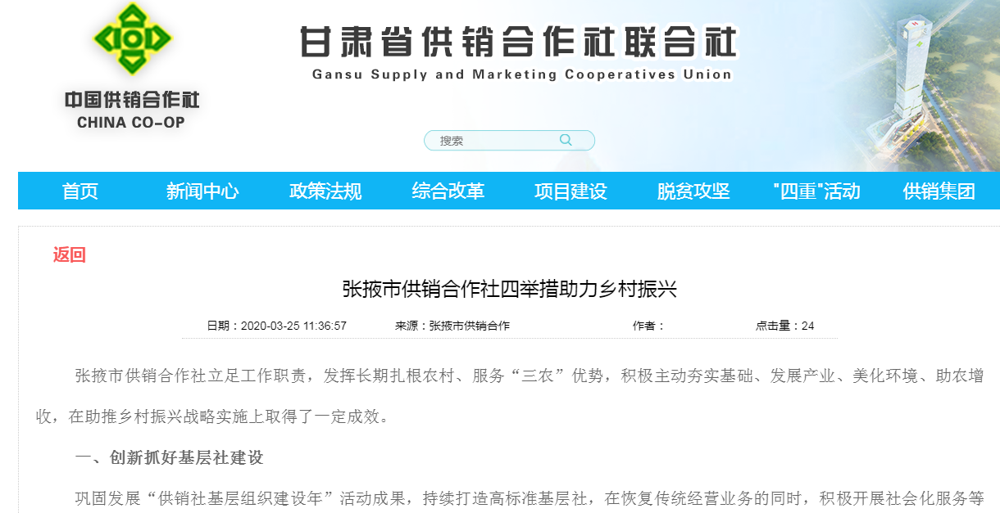 甘肃省供销合作社联合社
Gansu Supply and Marketing Cooperatives Union
中国供销合作社
CHINA CO-OP
搜索
首页 新闻中心 政策法规 综合改革 项目建设 脱贫攻坚 "四重"活动 供销集团
返回
张掖市供销合作社四举措助力乡村振兴
日期：2020-03-25 11:36:57 来源：张掖市供销合作 作者： 点击量：24
张掖市供销合作社立足工作职责，发挥长期扎根农村、服务“三农”优势，积极主动夯实基础、发展产业、美化环境、助农增
收，在助推乡村振兴战略实施上取得了一定成效。
一、创新抓好基层社建设
巩固发展“供销社基层组织建设年”活动成果，持续打造高标准基层社，在恢复传统经营业务的同时，积极开展社会化服务等